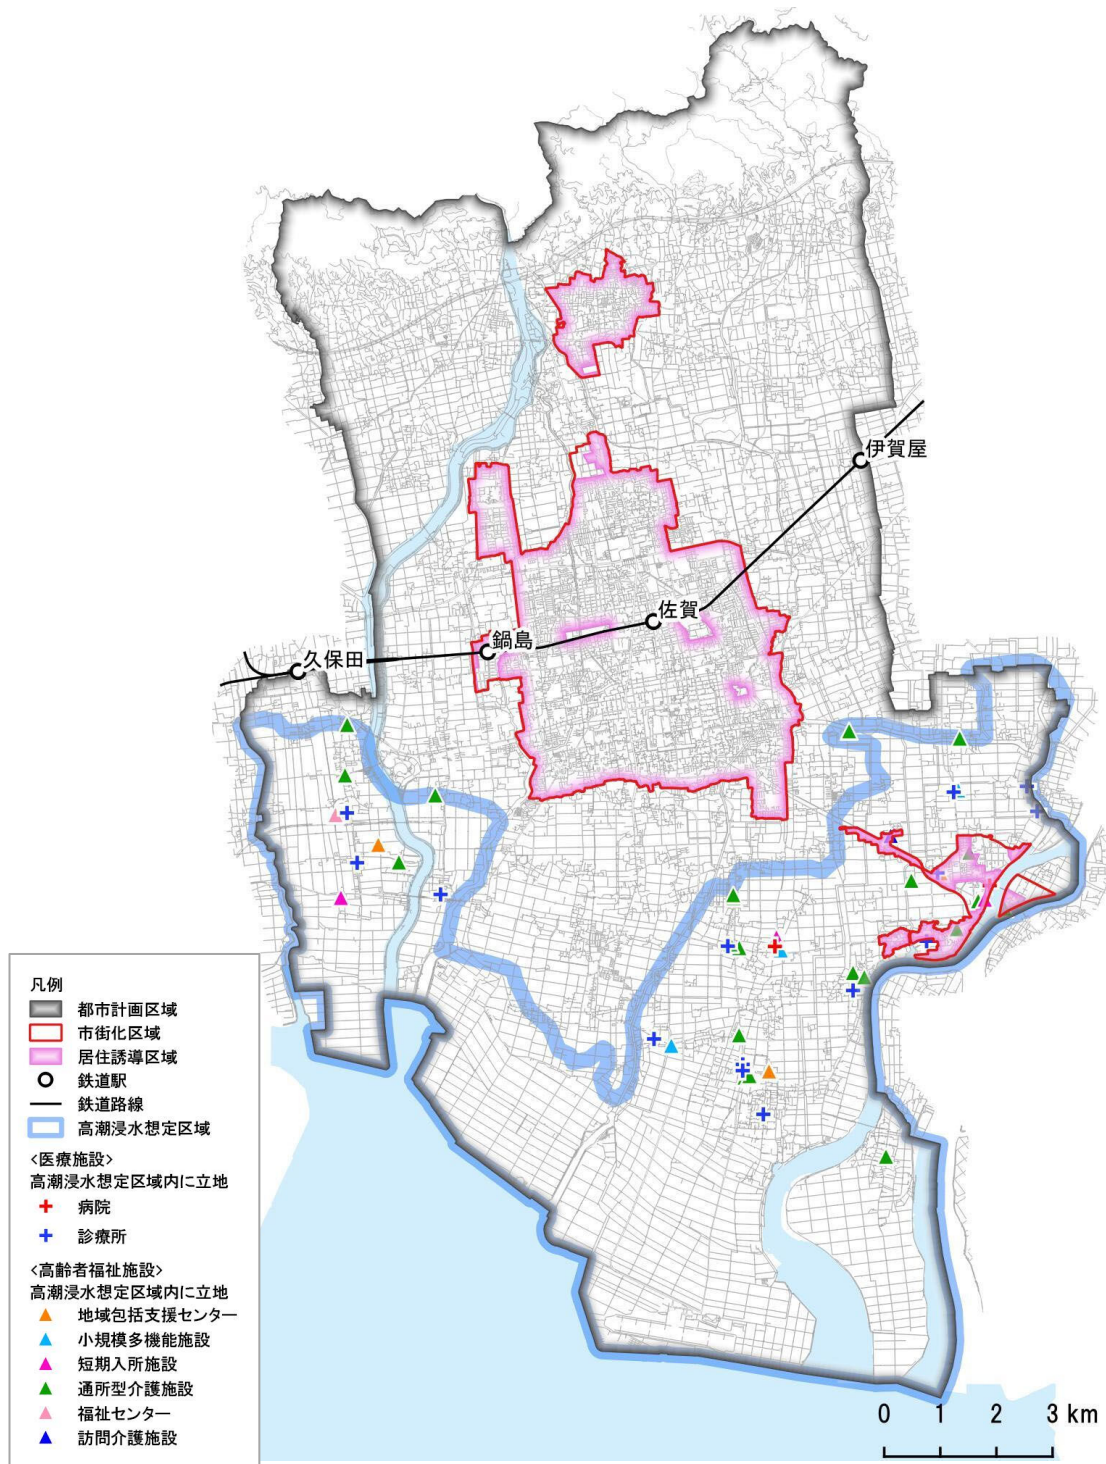 伊賀屋
佐賀
鍋島
久保田
凡例
都市計画区域
市街化区域
居住誘導区域
鉄道駅
鉄道路線
高潮浸水想定区域
<医療施設>
高潮浸水想定区域内に立地
病院
診療所
<高齢者福祉施設>
高潮浸水想定区域内に立地
地域包括支援センター
小規模多機能施設
短期入所施設
通所型介護施設
福祉センター
訪問介護施設
0 1 2 3 km